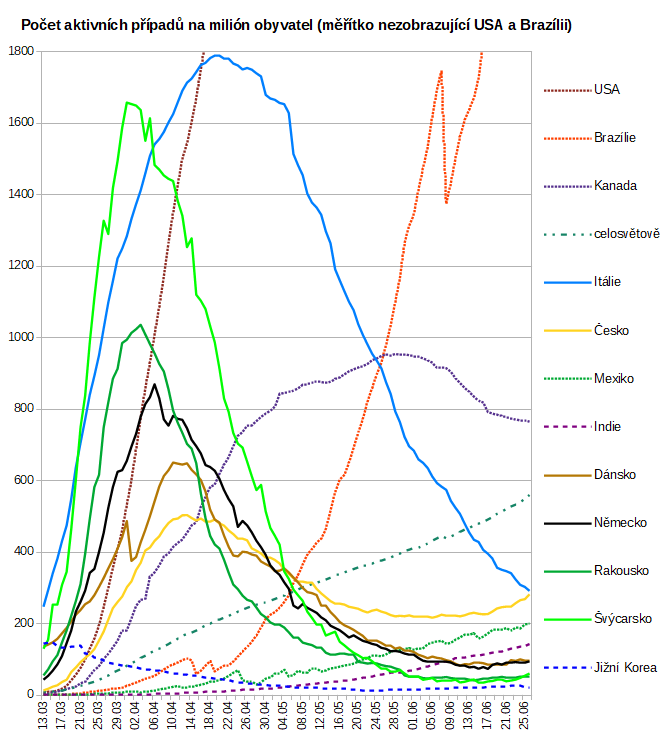 Počet aktivních případů na milión obyvatel (měřítko nezobrazující USA a Brazílii)
1800
1600
1400
1200
1000
800
600
400
200
0
13.03
17.03
21.03
25.03
29.03
02.04
06.04
10.04
14.04
18.04
22.04
26.04
30.04
04.05
08.05
12.05
16.05
20.05
24.05
28.05
01.06
05.06
09.06
13.06
17.06
21.06
25.06
USA
Brazílie
Kanada
celosvětově
Itálie
Česko
Mexiko
Indie
Dánsko
Německo
Rakousko
Švýcarsko
Jižní Korea